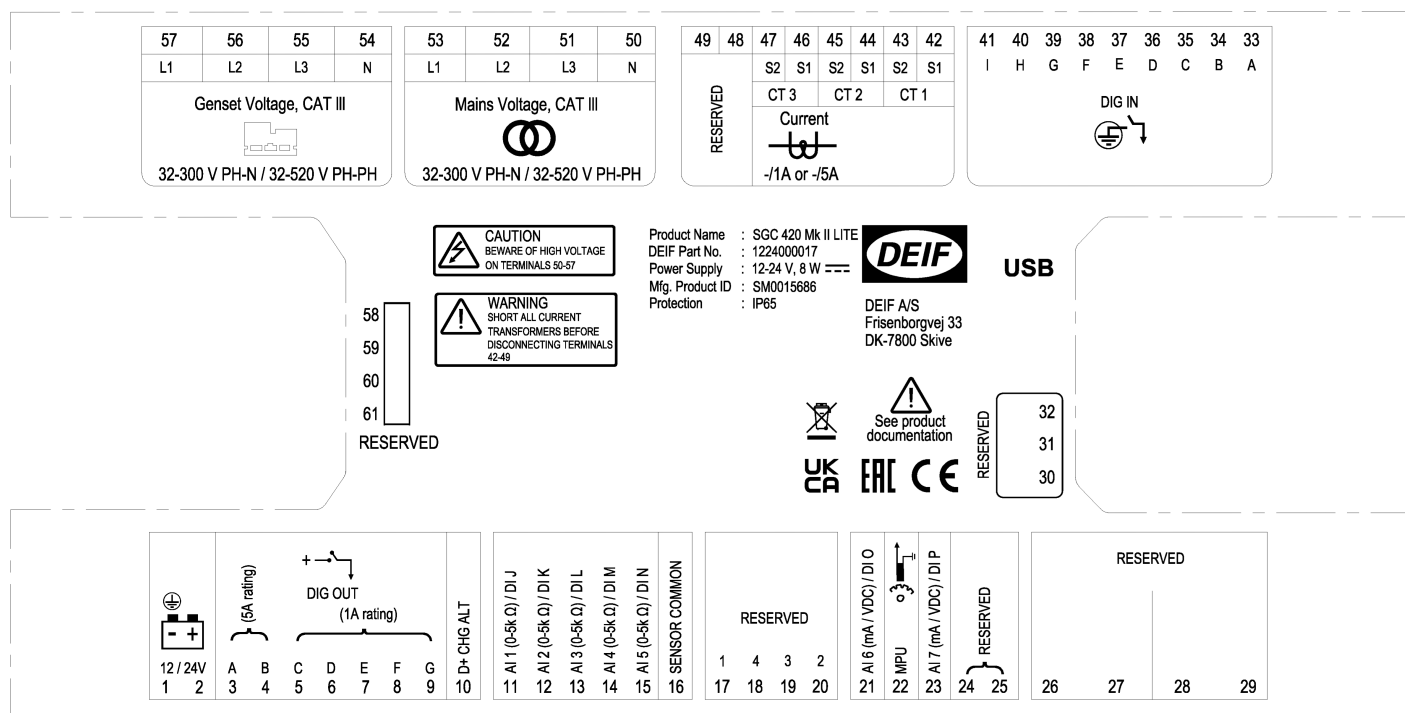 57 56 55 54
L1 L2 L3 N
Genset Voltage, CAT III
32-300 V PH-N / 32-520 V PH-PH
53 52 51 50
L1 L2 L3 N
Mains Voltage, CAT III
32-300 V PH-N / 32-520 V PH-PH
49 48 47 46 45 44 43 42
RESERVED
S2 S1 S2 S1 S2 S1
CT 3 CT 2 CT 1
Current
-/1A or -/5A
41 40 39 38 37 36 35 34 33
I H G F E D C B A
DIG IN
CAUTION
BEWARE OF HIGH VOLTAGE
ON TERMINALS 50-57
WARNING
SHORT ALL CURRENT
TRANSFORMERS BEFORE
DISCONNECTING TERMINALS
42-49
58
59
60
61
RESERVED
Product Name : SGC 420 Mk II LITE
DEIF Part No. : 1224000017
Power Supply : 12-24 V, 8 W
Mfg. Product ID : SM0015686
Protection : IP65
DEIF
DEIF A/S
Frisenborgvej 33
DK-7800 Skive
USB
See product
documentation
UK
CA
EAC CE
RESERVED
32
31
30
12 / 24V
1 2
(5A rating)
+
DIG OUT
(1A rating)
A B C D E F G
3 4 5 6 7 8 9
D+ CHG ALT
10
AI 1 (0-5k Ω) / DI J
AI 2 (0-5k Ω) / DI K
AI 3 (0-5k Ω) / DI L
AI 4 (0-5k Ω) / DI M
AI 5 (0-5k Ω) / DI N
SENSOR COMMON
11 12 13 14 15 16
RESERVED
1 4 3 2
17 18 19 20
AI 6 (mA / VDC) / DI O
MPU
AI 7 (mA / VDC) / DI P
RESERVED
21 22 23 24 25
RESERVED
26 27 28 29